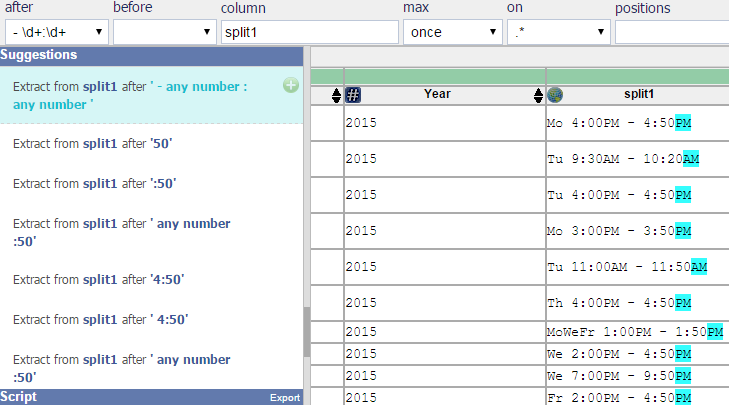 after before column max on positions
- \d+:\d+ split1 once .*
Suggestions
Extract from split1 after ' - any number :
any number '
Extract from split1 after '50'
Extract from split1 after ':50'
Extract from split1 after ' any number
:50'
Extract from split1 after '4:50'
Extract from split1 after ' 4:50'
Extract from split1 after ' any number
:50'
Script Export
# Year split1
2015 Mo 4:00PM - 4:50PM
2015 Tu 9:30AM - 10:20AM
2015 Tu 4:00PM - 4:50PM
2015 Mo 3:00PM - 3:50PM
2015 Tu 11:00AM - 11:50AM
2015 Th 4:00PM - 4:50PM
2015 MoWeFr 1:00PM - 1:50PM
2015 We 2:00PM - 4:50PM
2015 We 7:00PM - 9:50PM
2015 Fr 2:00PM - 4:50PM